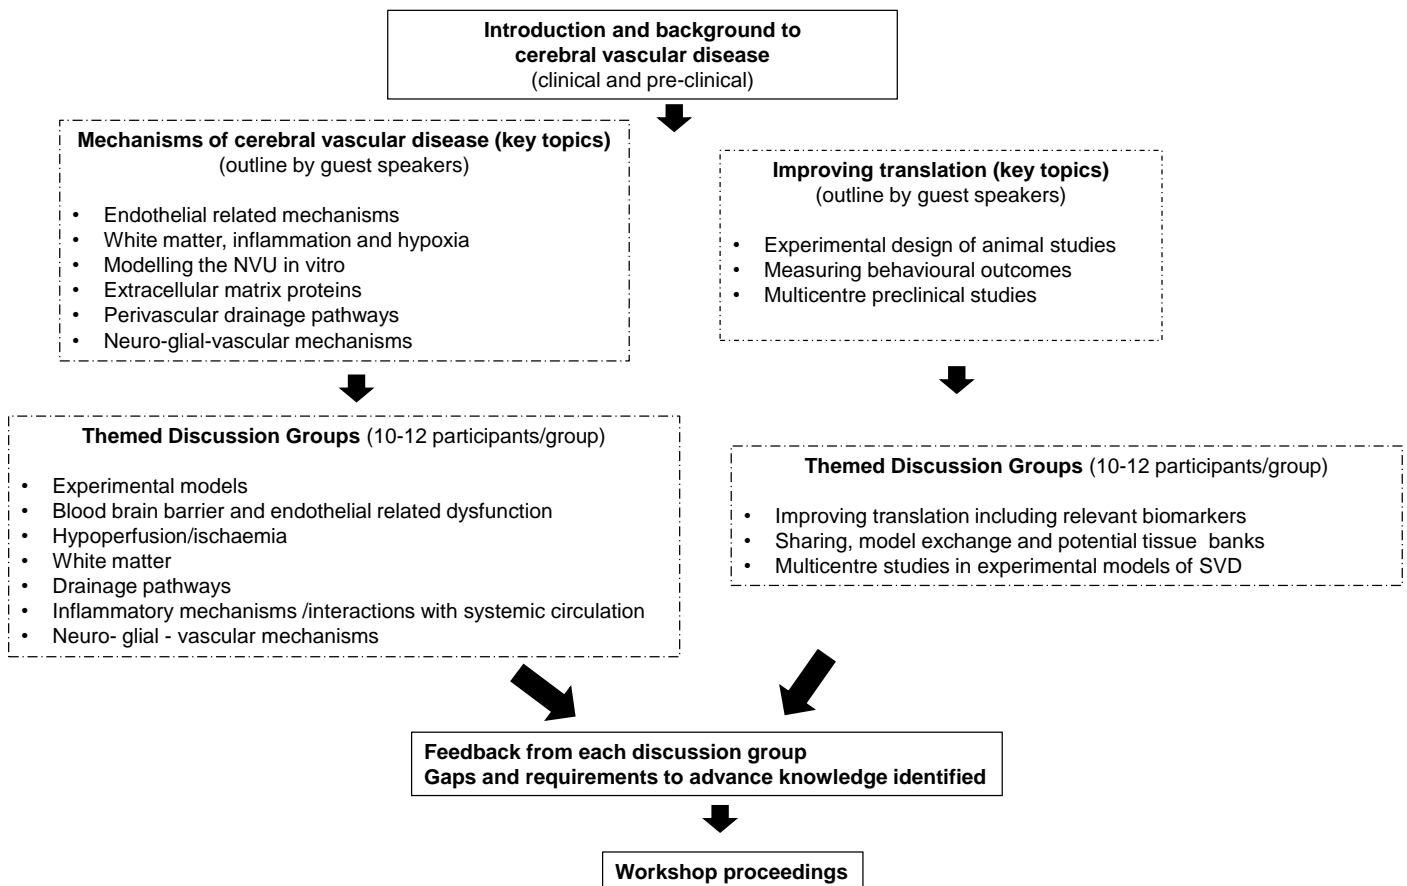 Introduction and background to
cerebral vascular disease
(clinical and pre-clinical)
Mechanisms of cerebral vascular disease (key topics)
(outline by guest speakers)
• Endothelial related mechanisms
• White matter, inflammation and hypoxia
• Modelling the NVU in vitro
• Extracellular matrix proteins
• Perivascular drainage pathways
• Neuro-glial-vascular mechanisms
Improving translation (key topics)
(outline by guest speakers)
• Experimental design of animal studies
• Measuring behavioural outcomes
• Multicentre preclinical studies
Themed Discussion Groups (10-12 participants/group)
• Experimental models
• Blood brain barrier and endothelial related dysfunction
• Hypoperfusion/ischaemia
• White matter
• Drainage pathways
• Inflammatory mechanisms /interactions with systemic circulation
• Neuro- glial - vascular mechanisms
Themed Discussion Groups (10-12 participants/group)
• Improving translation including relevant biomarkers
• Sharing, model exchange and potential tissue  banks
• Multicentre studies in experimental models of SVD
Feedback from each discussion group
Gaps and requirements to advance knowledge identified
Workshop proceedings